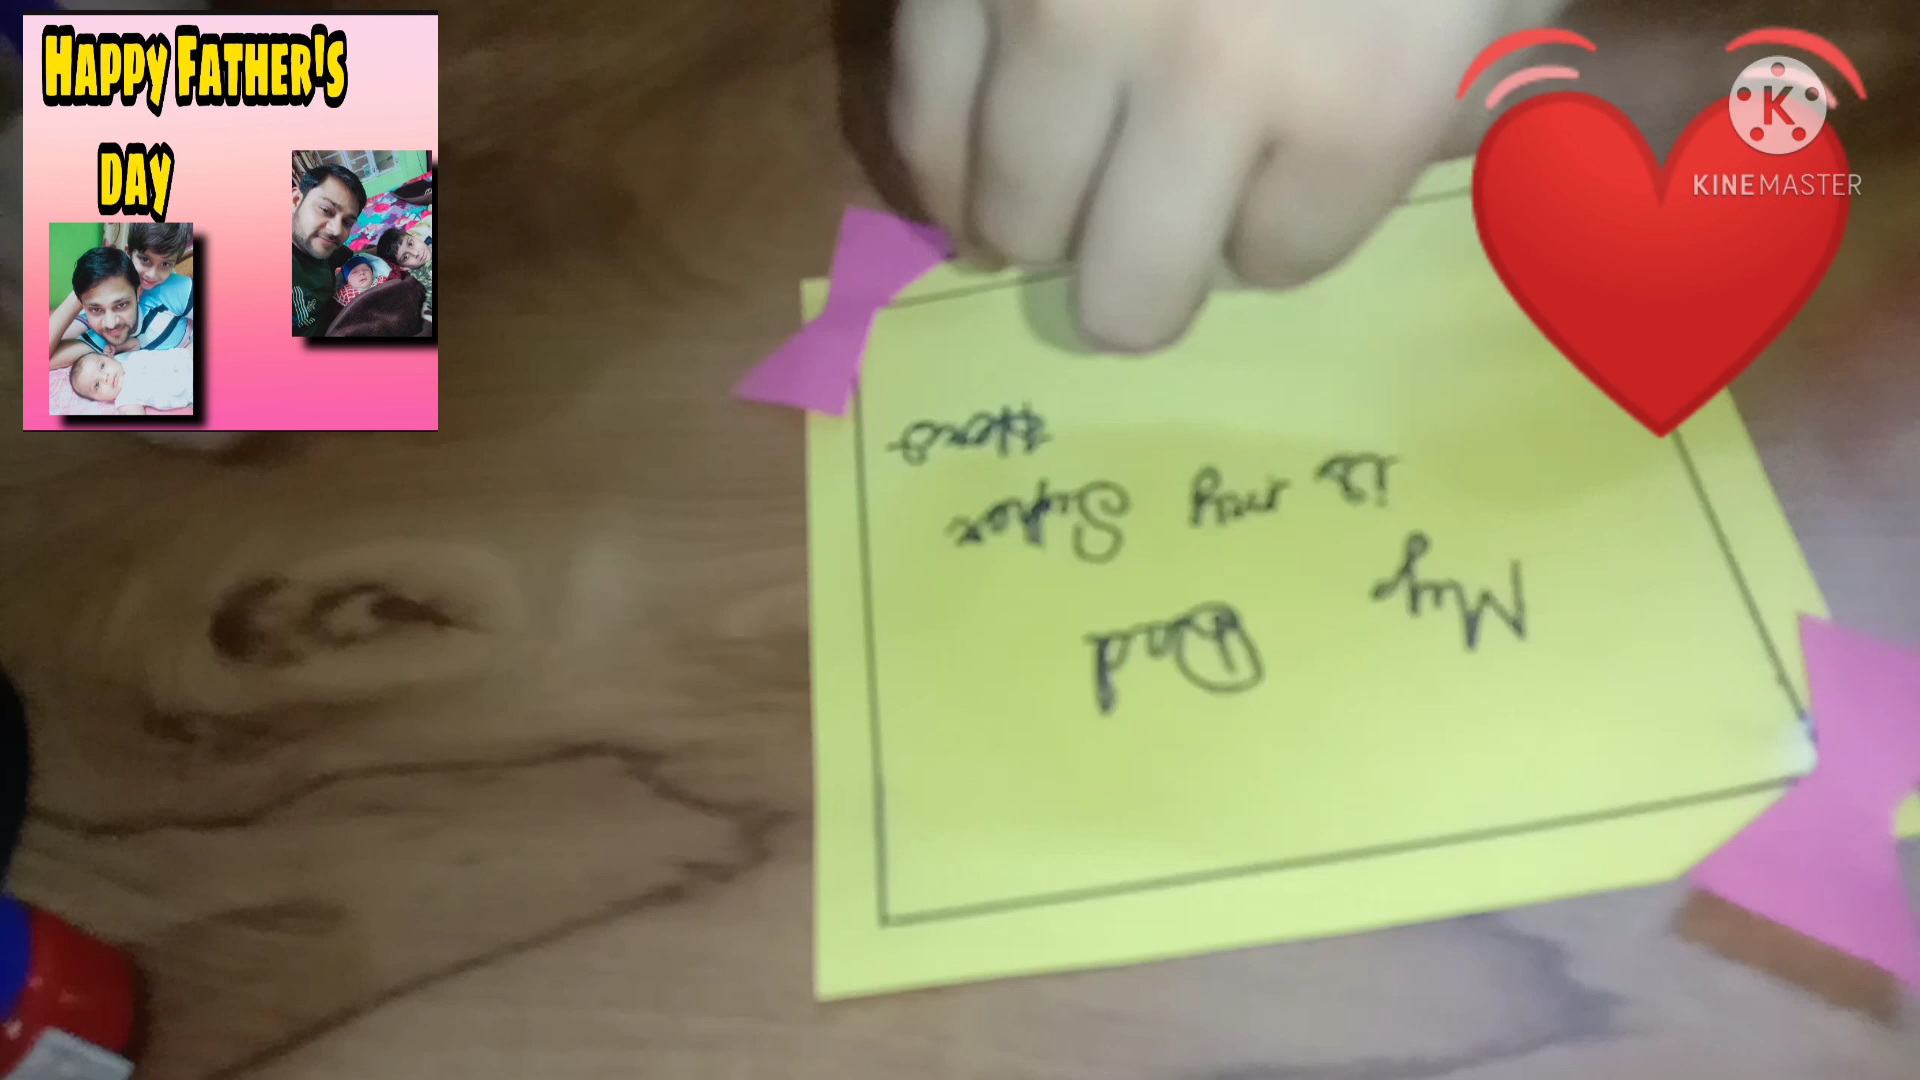 Happy Father's
day
KINEMASTER
My Dad
is my Super
Hero